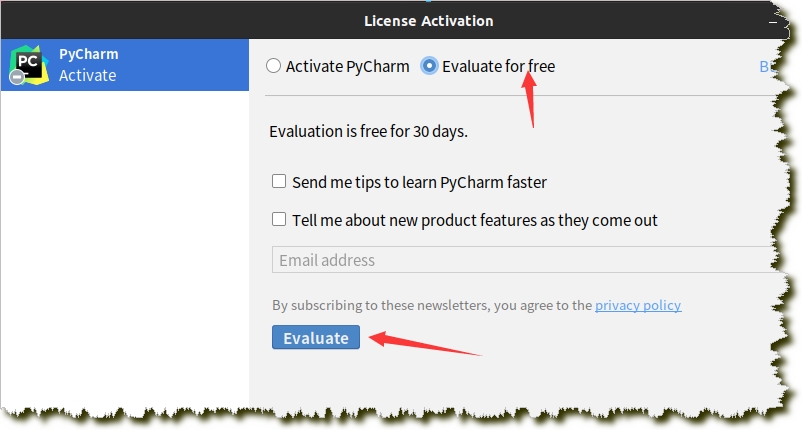 License Activation
PC
PyCharm
Activate
Activate PyCharm
Evaluate for free
Evaluation is free for 30 days.
Send me tips to learn PyCharm faster
Tell me about new product features as they come out
Email address
By subscribing to these newsletters, you agree to the privacy policy
Evaluate